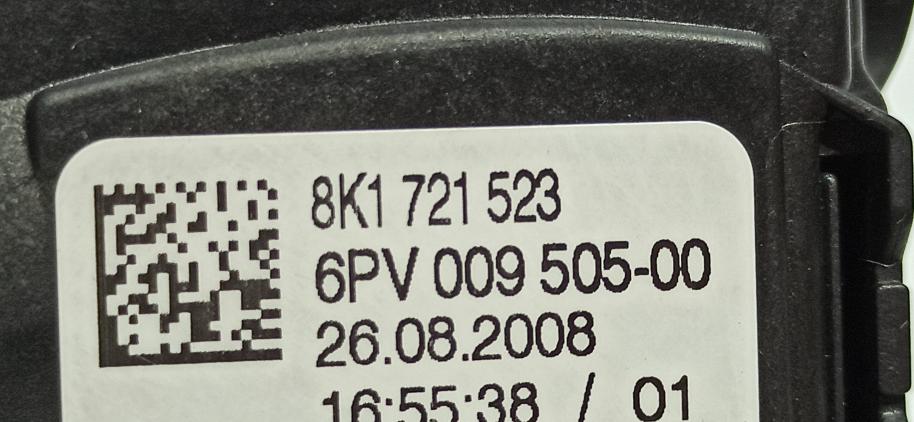 8K1 721 523
6PV 009 505-00
26.08.2008
16:55:38 / 01